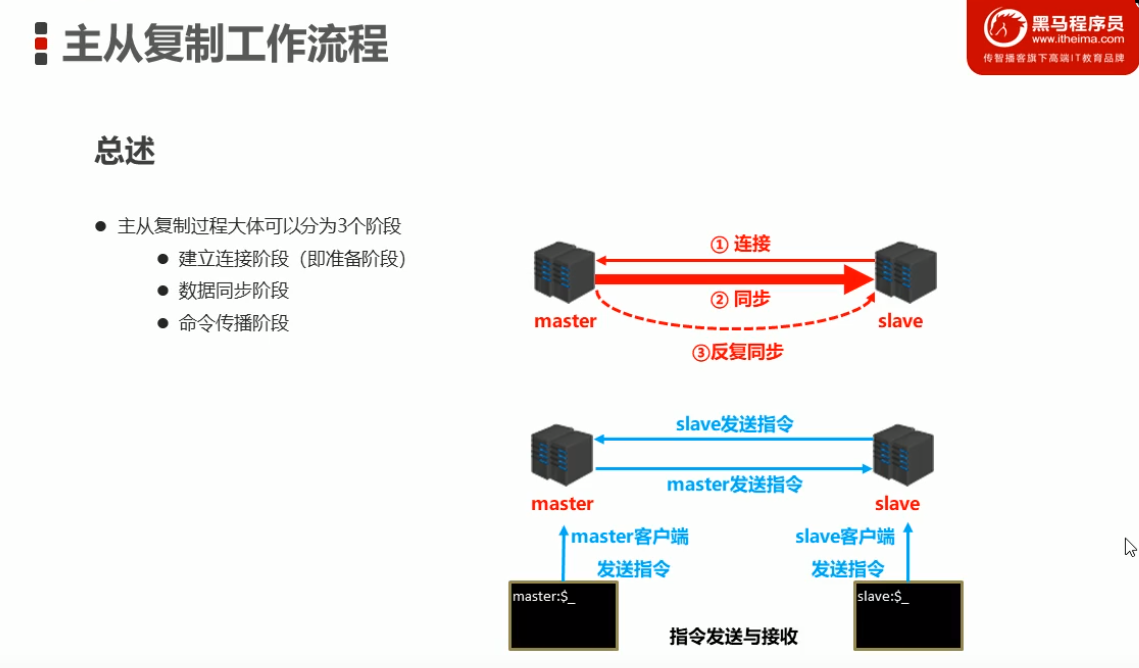 主从复制工作流程
黑马程序员
www.itheima.com
传智播客旗下高端IT教育品牌
总述
● 主从复制过程大体可以分为3个阶段
● 建立连接阶段（即准备阶段）
● 数据同步阶段
● 命令传播阶段
① 连接
② 同步
master
slave
③反复同步
slave发送指令
master发送指令
master
slave
master客户端
发送指令
slave客户端
发送指令
master:$_
slave:$_
指令发送与接收